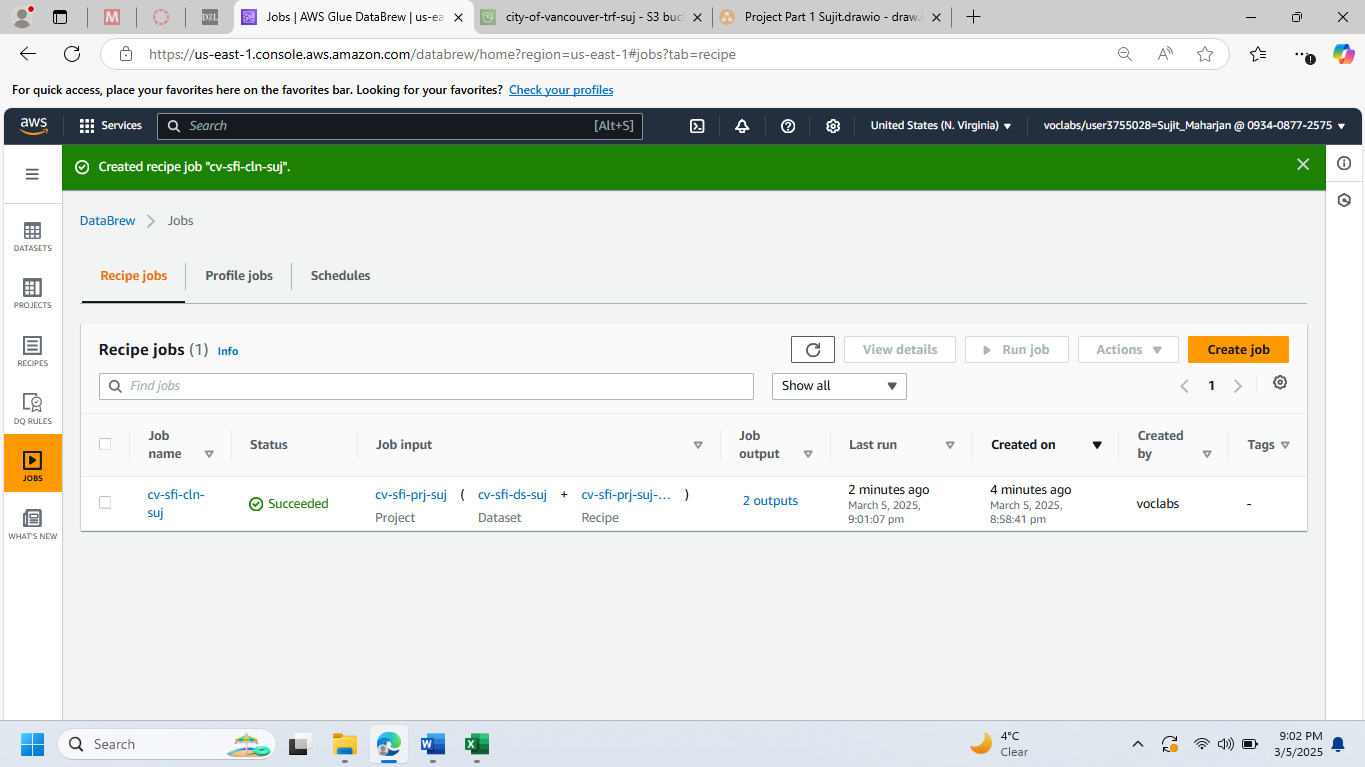 M
D2L
Jobs | AWS Glue DataBrew | us-ea
city-of-vancouver-trf-suj - S3 buc
Project Part 1 Sujit.drawio - draw.i
https://us-east-1.console.aws.amazon.com/databrew/home?region=us-east-1#jobs?tab=recipe
For quick access, place your favorites here on the favorites bar. Looking for your favorites? Check your profiles
aws
Services
Search
[Alt+S]
United States (N. Virginia)
voclabs/user3755028=Sujit_Maharjan @ 0934-0877-2575
Created recipe job "cv-sfi-cln-suj".
DataBrew
Jobs
DATASETS
PROJECTS
RECIPES
DQ RULES
JOBS
WHAT'S NEW
Recipe jobs
Profile jobs
Schedules
Recipe jobs (1) Info
View details
Run job
Actions
Create job
Find jobs
Show all
1
Job name
Status
Job input
Job output
Last run
Created on
Created by
Tags
cv-sfi-cln-
suj
Succeeded
cv-sfi-prj-suj ( cv-sfi-ds-suj + cv-sfi-prj-suj-... )
Project Dataset Recipe
2 outputs
2 minutes ago
March 5, 2025,
9:01:07 pm
4 minutes ago
March 5, 2025,
8:58:41 pm
voclabs
-
Search
4°C
Clear
9:02 PM
3/5/2025